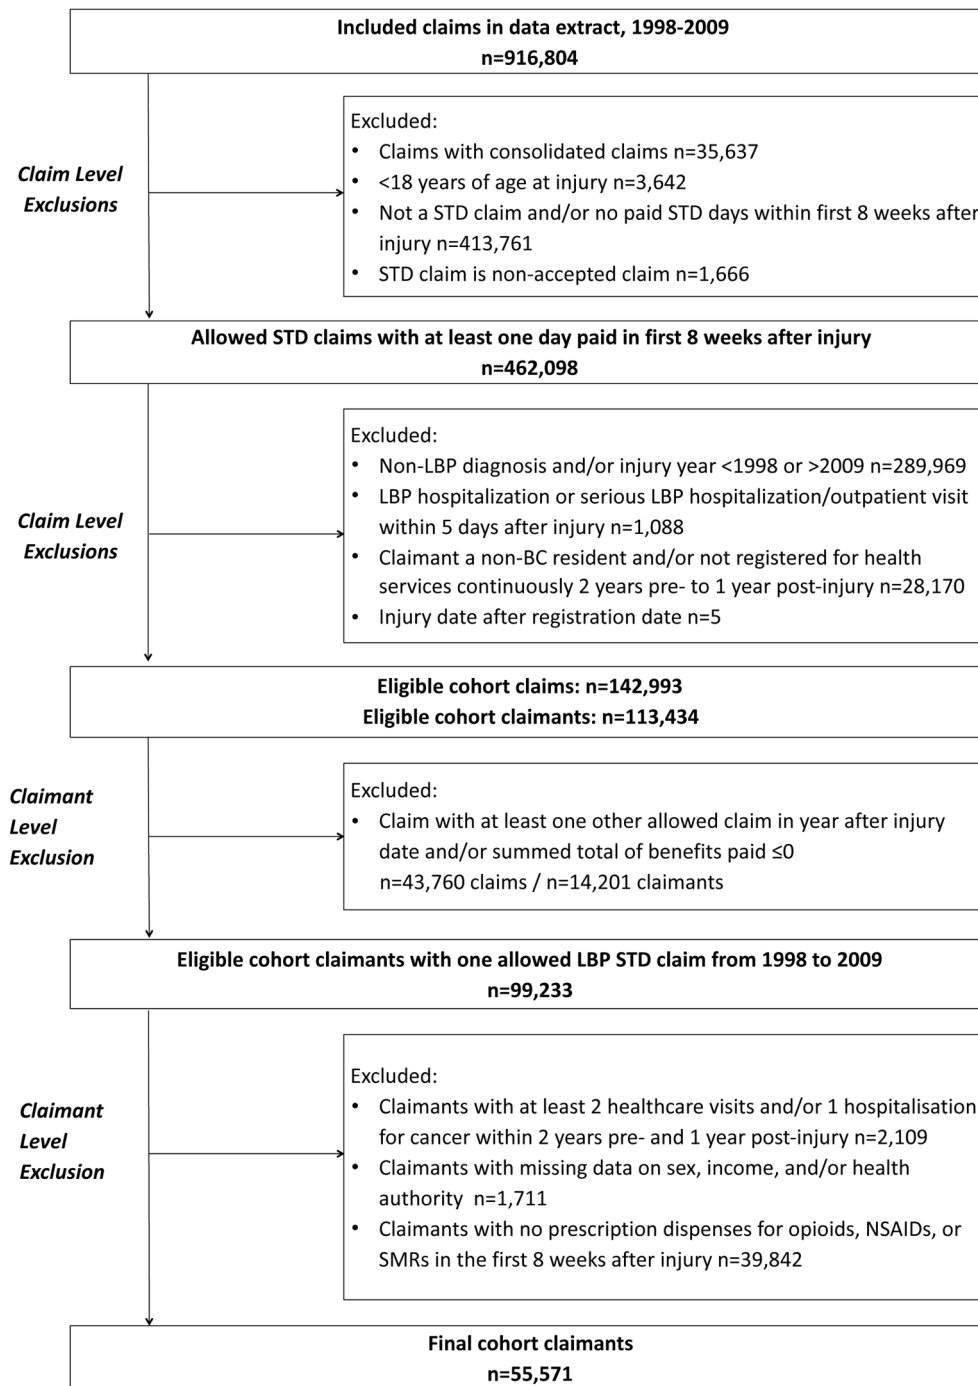 Included claims in data extract, 1998-2009
n=916,804
Claim Level
Exclusions
Excluded:
• Claims with consolidated claims n=35,637
• <18 years of age at injury n=3,642
• Not a STD claim and/or no paid STD days within first 8 weeks after
injury n=413,761
• STD claim is non-accepted claim n=1,666
Allowed STD claims with at least one day paid in first 8 weeks after injury
n=462,098
Claim Level
Exclusions
Excluded:
• Non-LBP diagnosis and/or injury year <1998 or >2009 n=289,969
• LBP hospitalization or serious LBP hospitalization/outpatient visit
within 5 days after injury n=1,088
• Claimant a non-BC resident and/or not registered for health
services continuously 2 years pre- to 1 year post-injury n=28,170
• Injury date after registration date n=5
Eligible cohort claims: n=142,993
Eligible cohort claimants: n=113,434
Claimant
Level
Exclusion
Excluded:
• Claim with at least one other allowed claim in year after injury
date and/or summed total of benefits paid ≤0
n=43,760 claims / n=14,201 claimants
Eligible cohort claimants with one allowed LBP STD claim from 1998 to 2009
n=99,233
Claimant
Level
Exclusion
Excluded:
• Claimants with at least 2 healthcare visits and/or 1 hospitalisation
for cancer within 2 years pre- and 1 year post-injury n=2,109
• Claimants with missing data on sex, income, and/or health
authority n=1,711
• Claimants with no prescription dispenses for opioids, NSAIDs, or
SMRs in the first 8 weeks after injury n=39,842
Final cohort claimants
n=55,571